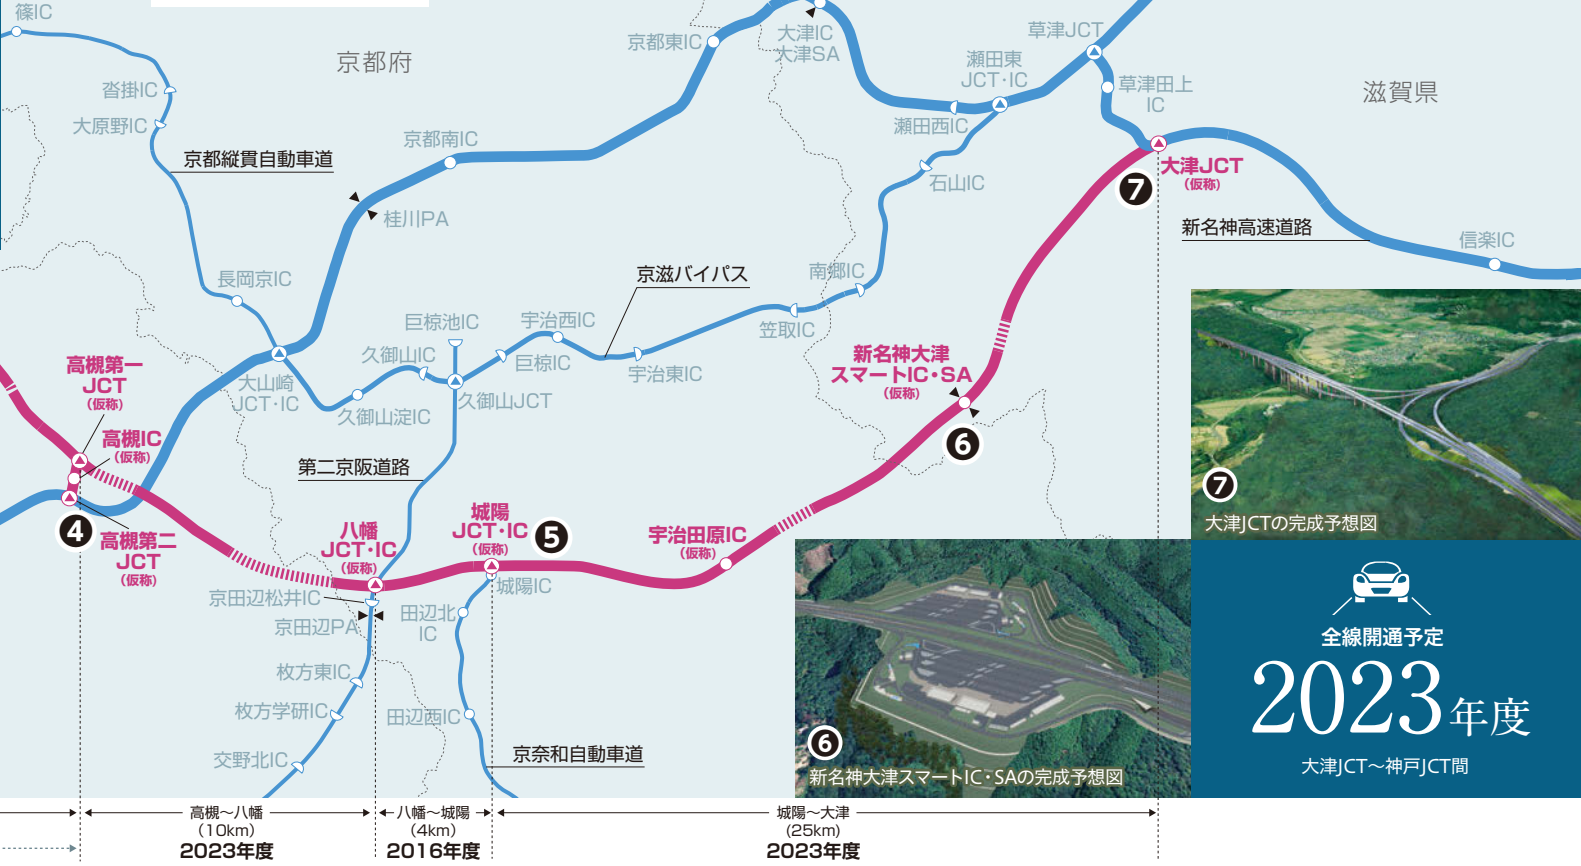 篠IC
京都府
沓掛IC
大原野IC
京都縦貫自動車道
京都南IC
桂川PA
京都東IC
大津IC
大津SA
草津JCT
瀬田東
JCT・IC
瀬田西IC
草津田上
IC
滋賀県
石山IC
❼
大津JCT
(仮称)
新名神高速道路
信楽IC
長岡京IC
京滋バイパス
南郷IC
笠取IC
巨椋池IC
宇治西IC
久御山IC
巨椋IC
宇治東IC
大山崎
JCT・IC
久御山淀IC
久御山JCT
高槻第一
JCT
(仮称)
高槻IC
(仮称)
❹
高槻第二
JCT
(仮称)
第二京阪道路
新名神大津
スマートIC・SA
(仮称)
❻
八幡
JCT・IC
(仮称)
城陽
JCT・IC
(仮称)
❺
宇治田原IC
(仮称)
京田辺松井IC
京田辺PA
城陽IC
田辺北
IC
枚方東IC
枚方学研IC
田辺西IC
交野北IC
京奈和自動車道
❼
大津JCTの完成予想図
❻
新名神大津スマートIC・SAの完成予想図
全線開通予定
2023年度
大津JCT～神戸JCT間
高槻～八幡
(10km)
2023年度
八幡～城陽
(4km)
2016年度
城陽～大津
(25km)
2023年度